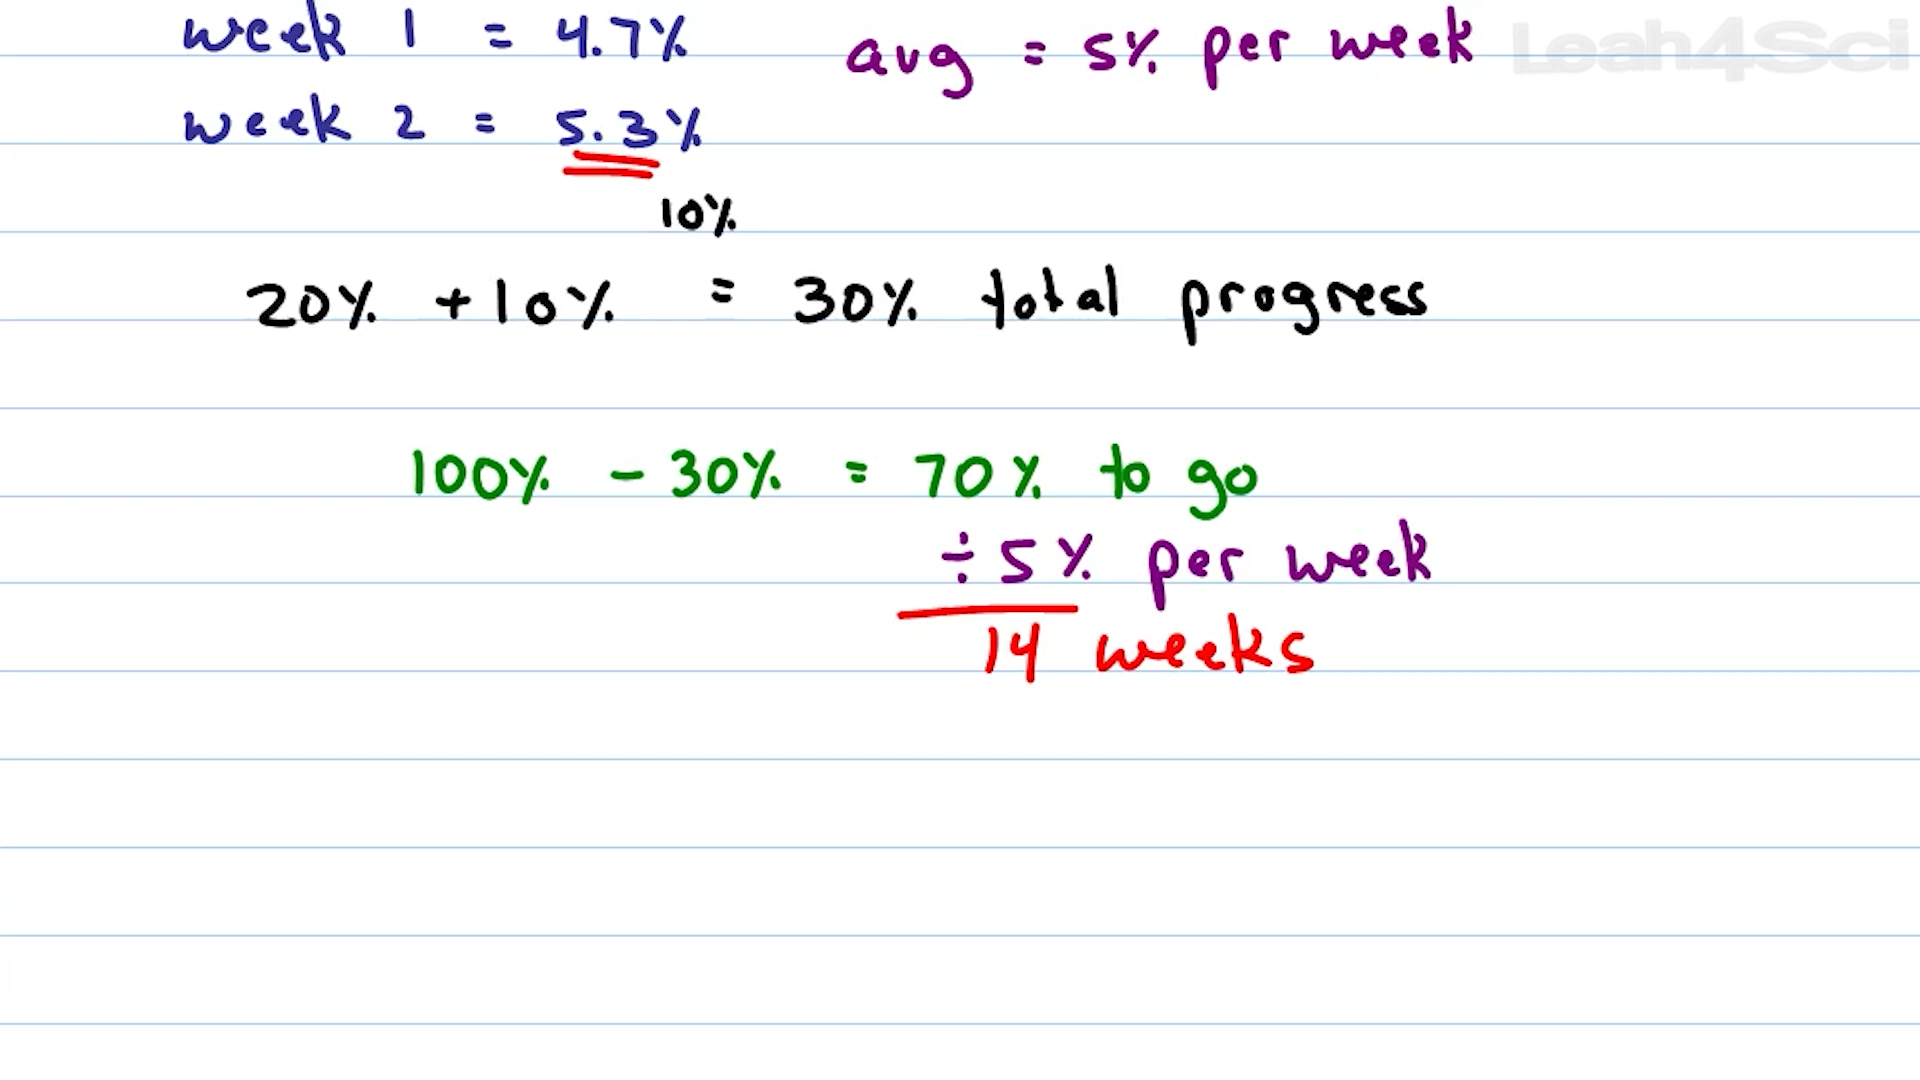 week 1 = 4.7% avg = 5% per week Leah4Sci
week 2 = 5.3%
10%
20% + 10% = 30% total progress
100% - 30% = 70% to go
÷ 5% per week
14 weeks